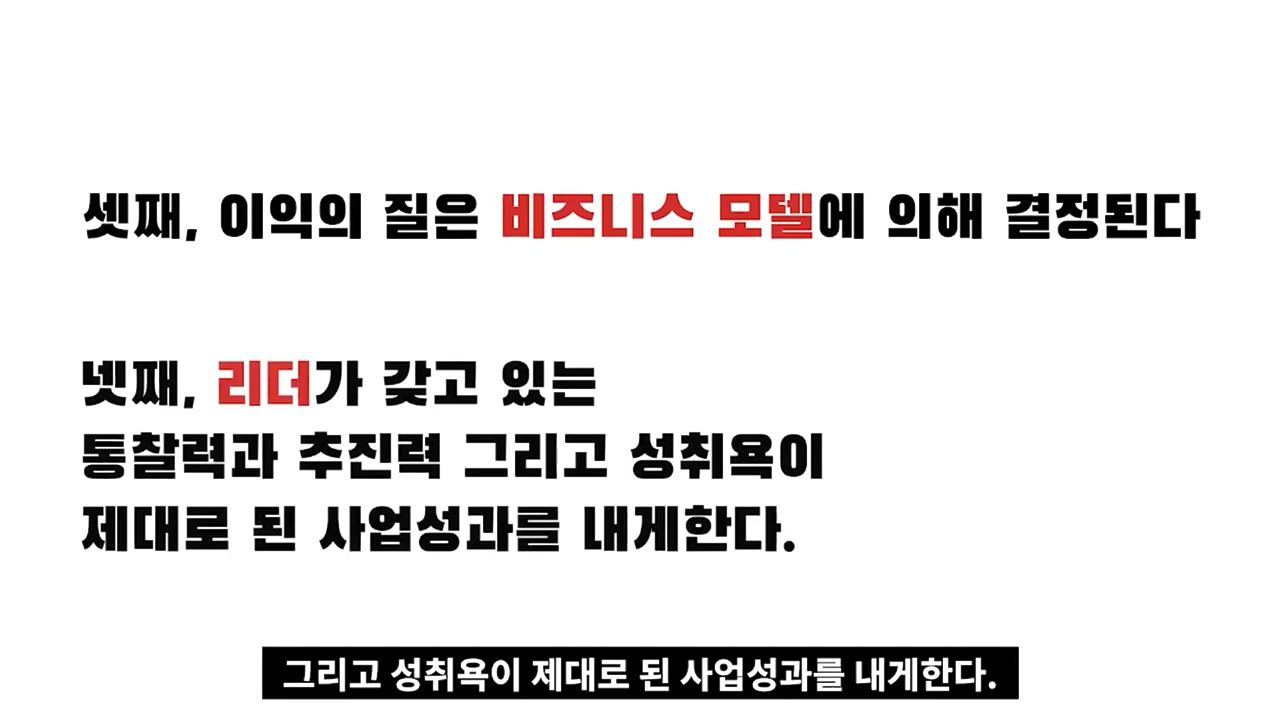 셋째, 이익의 질은 비즈니스 모델에 의해 결정된다
넷째, 리더가 갖고 있는
통찰력과 추진력 그리고 성취욕이
제대로 된 사업성과를 내게한다.
그리고 성취욕이 제대로 된 사업성과를 내게한다.